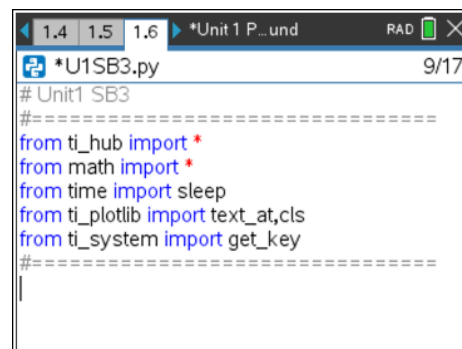 1.4 1.5 1.6 *Unit 1 P...und RAD
*U1SB3.py 9/17
# Unit1 SB3
#================================
from ti_hub import *
from math import *
from time import sleep
from ti_plotlib import text_at,cls
from ti_system import get_key
#================================